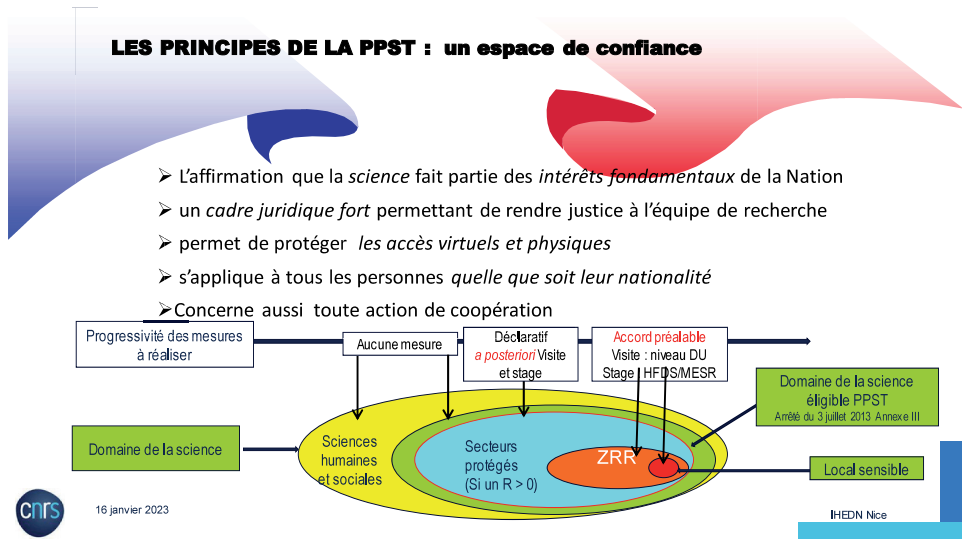 LES PRINCIPES DE LA PPST : un espace de confiance
➢ L'affirmation que la science fait partie des intérêts fondamentaux de la Nation
➢ un cadre juridique fort permettant de rendre justice à l'équipe de recherche
➢ permet de protéger les accès virtuels et physiques
➢ s'applique à tous les personnes quelle que soit leur nationalité
➢Concerne aussi toute action de coopération
Progressivité des mesures
à réaliser
Aucune mesure
Déclaratif
a posteriori Visite
et stage
Accord préalable
Visite : niveau DU
Stage : HFDS/MESR
Domaine de la science
éligible PPST
Arrêté du 3 juillet 2013 Annexe III
Domaine de la science
Sciences
humaines
et sociales
Secteurs
protégés
(Si un R > 0)
ZRR
Local sensible
cnrs
16 janvier 2023
IHEDN Nice